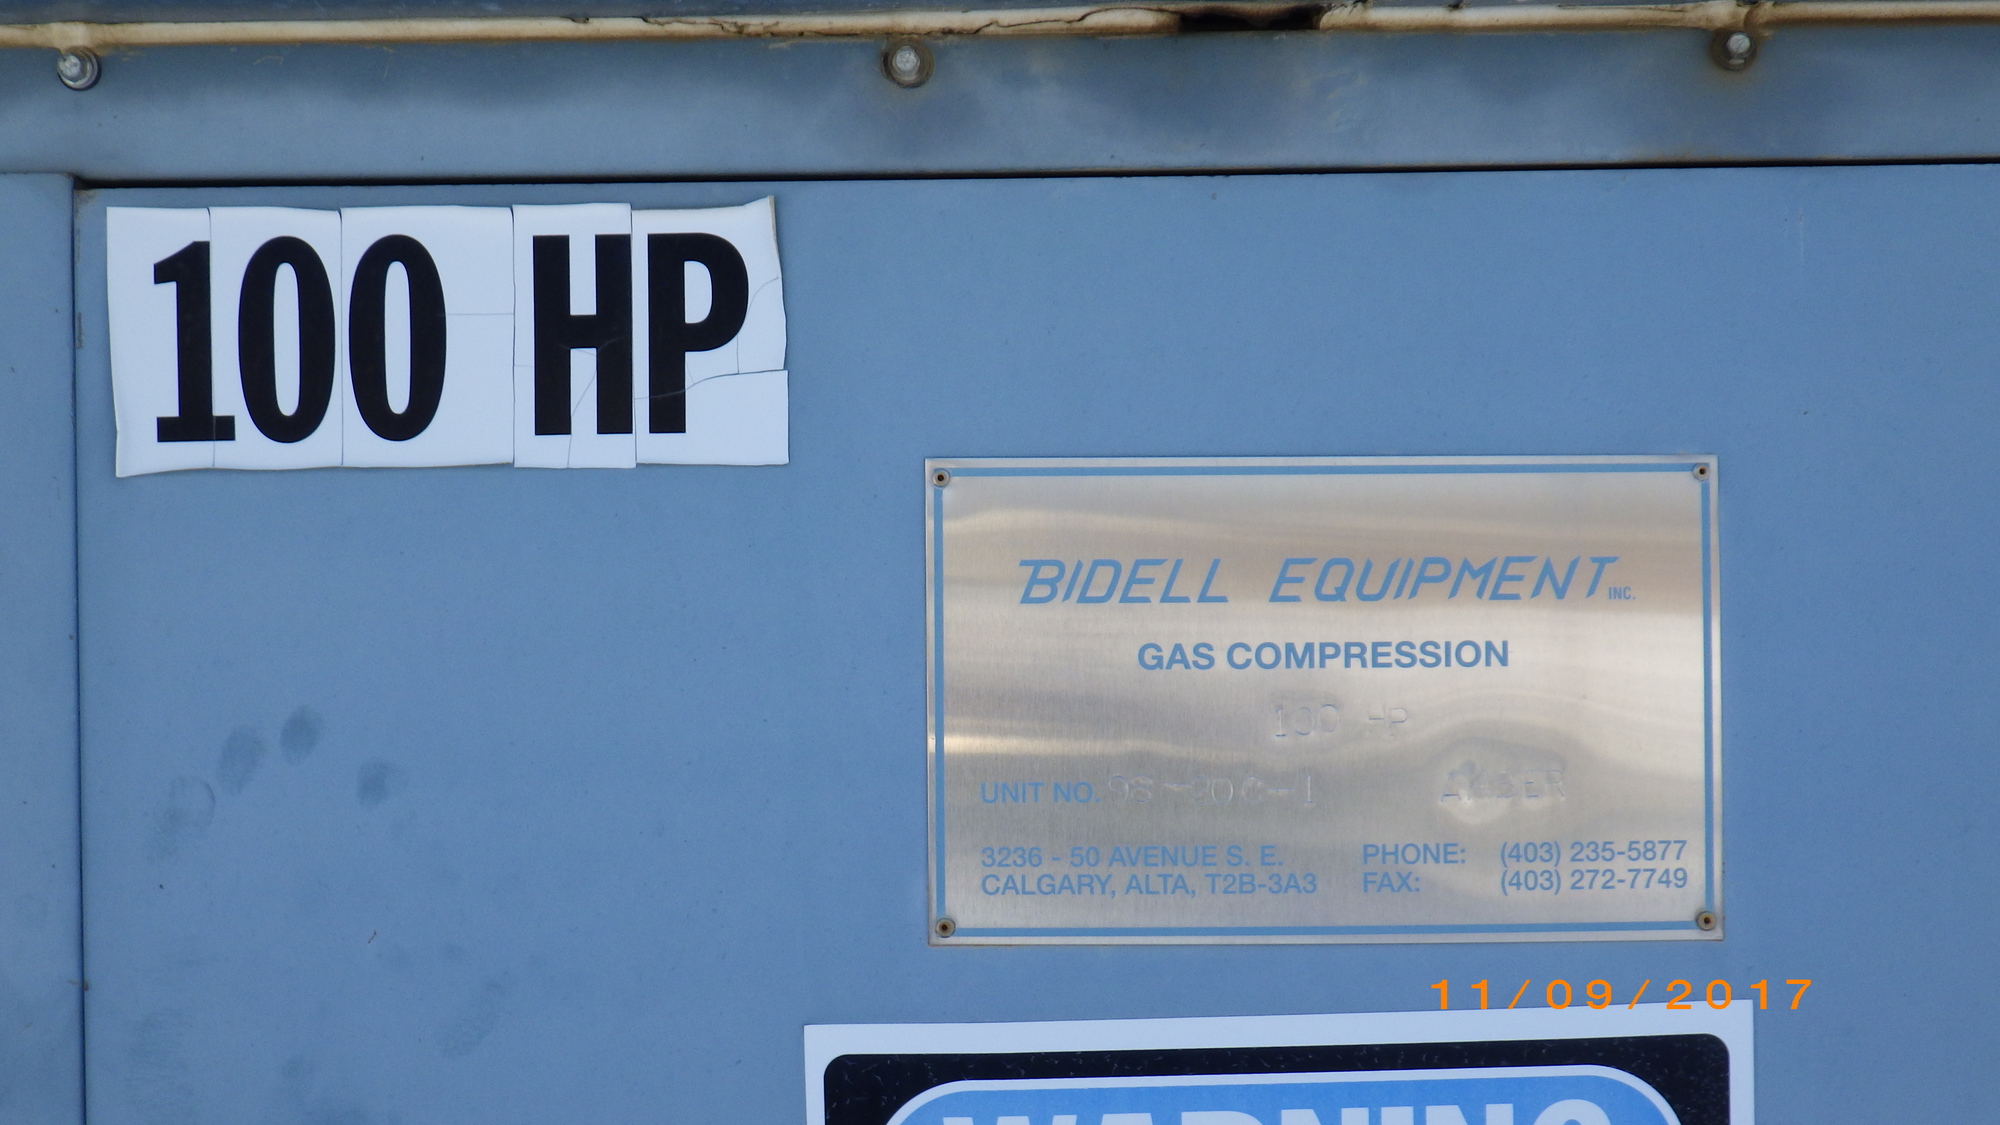 100 HP
BIDELL EQUIPMENT INC.
GAS COMPRESSION
100 HP
UNIT NO.
3236 - 50 AVENUE S. E. PHONE: (403) 235-5877
CALGARY, ALTA, T2B-3A3 FAX: (403) 272-7749
11/09/2017
WARNING